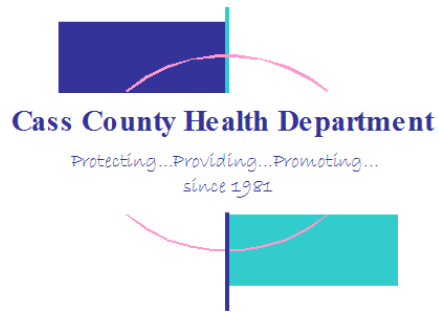 Cass County Health Department
Protecting...Providing...Promoting...
since 1981